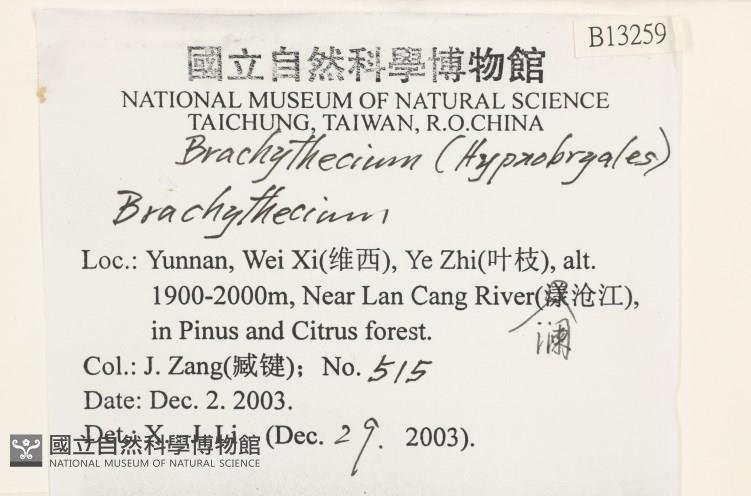 B13259
國立自然科學博物館
NATIONAL MUSEUM OF NATURAL SCIENCE
TAICHUNG, TAIWAN, R.O.CHINA
Brachythecium (Hypnobryales)
Brachythecium
Loc.: Yunnan, Wei Xi(维西), Ye Zhi(叶枝), alt.
1900-2000m, Near Lan Cang River(沧江),
澜
in Pinus and Citrus forest.
Col.: J. Zang(臧键); No. 515
Date: Dec. 2. 2003.
Det.: X. -J. Li (Dec. 29. 2003).
國立自然科學博物館
NATIONAL MUSEUM OF NATURAL SCIENCE